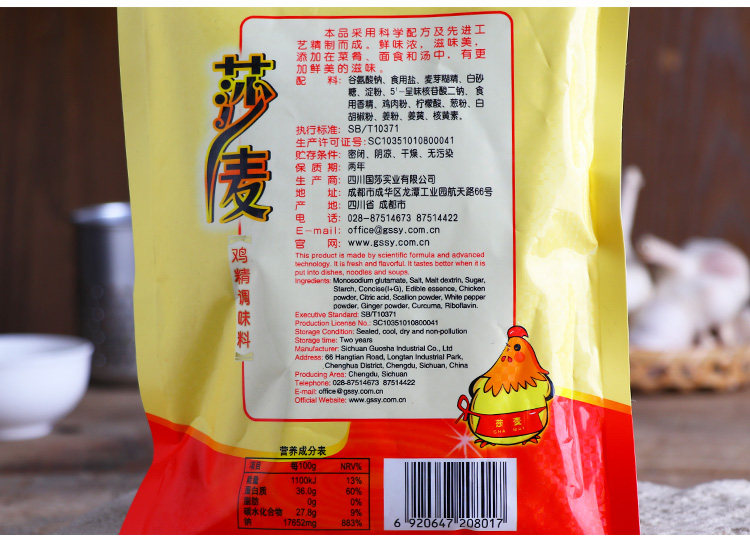 莎麦
鸡精调味料
本品采用科学配方及先进工
艺精制而成。鲜味浓，滋味美，
添加在菜肴、面食和汤中，有更
加鲜美的滋味。
配 料：谷氨酸钠、食用盐、麦芽糊精、白砂
糖、淀粉、5'-呈味核苷酸二钠、食
用香精、鸡肉粉、柠檬酸、葱粉、白
胡椒粉、姜粉、姜黄、核黄素。
执行标准：SB/T10371
生产许可证号：SC10351010800041
贮存条件：密闭、阴凉、干燥、无污染
保质期：两年
生产商：四川国莎实业有限公司
地 址：成都市成华区龙潭工业园航天路66号
产 地：四川省 成都市
电 话：028-87514673 87514422
E-mail：office@gssy.com.cn
官 网：www.gssy.com.cn
This product is made by scientific formula and advanced
technology. It is fresh and flavorful. It tastes better when it is
put into dishes, noodles and soups.
Ingredients: Monosodium glutamate, Salt, Malt dextrin, Sugar,
Starch, Concise(I+G), Edible essence, Chicken
powder, Citric acid, Scallion powder, White pepper
powder, Ginger powder, Curcuma, Riboflavin.
Executive Standard: SB/T10371
Production License No.: SC10351010800041
Storage Condition: Sealed, cool, dry and non-pollution
Storage time: Two years
Manufacturer: Sichuan Guosha Industrial Co., Ltd
Address: 66 Hangtian Road, Longtan Industrial Park,
Chenghua District, Chengdu, Sichuan, China
Producing Area: Chengdu, Sichuan
Telephone: 028-87514673 87514422
E-mail: office@gssy.com.cn
Official Website: www.gssy.com.cn
莎麦
SHA MAI
营养成分表
项目 每100g NRV%
能量 1100kJ 13%
蛋白质 36.0g 60%
脂肪 0g 0%
碳水化合物 27.8g 9%
钠 17652mg 883%
6 920647 208017